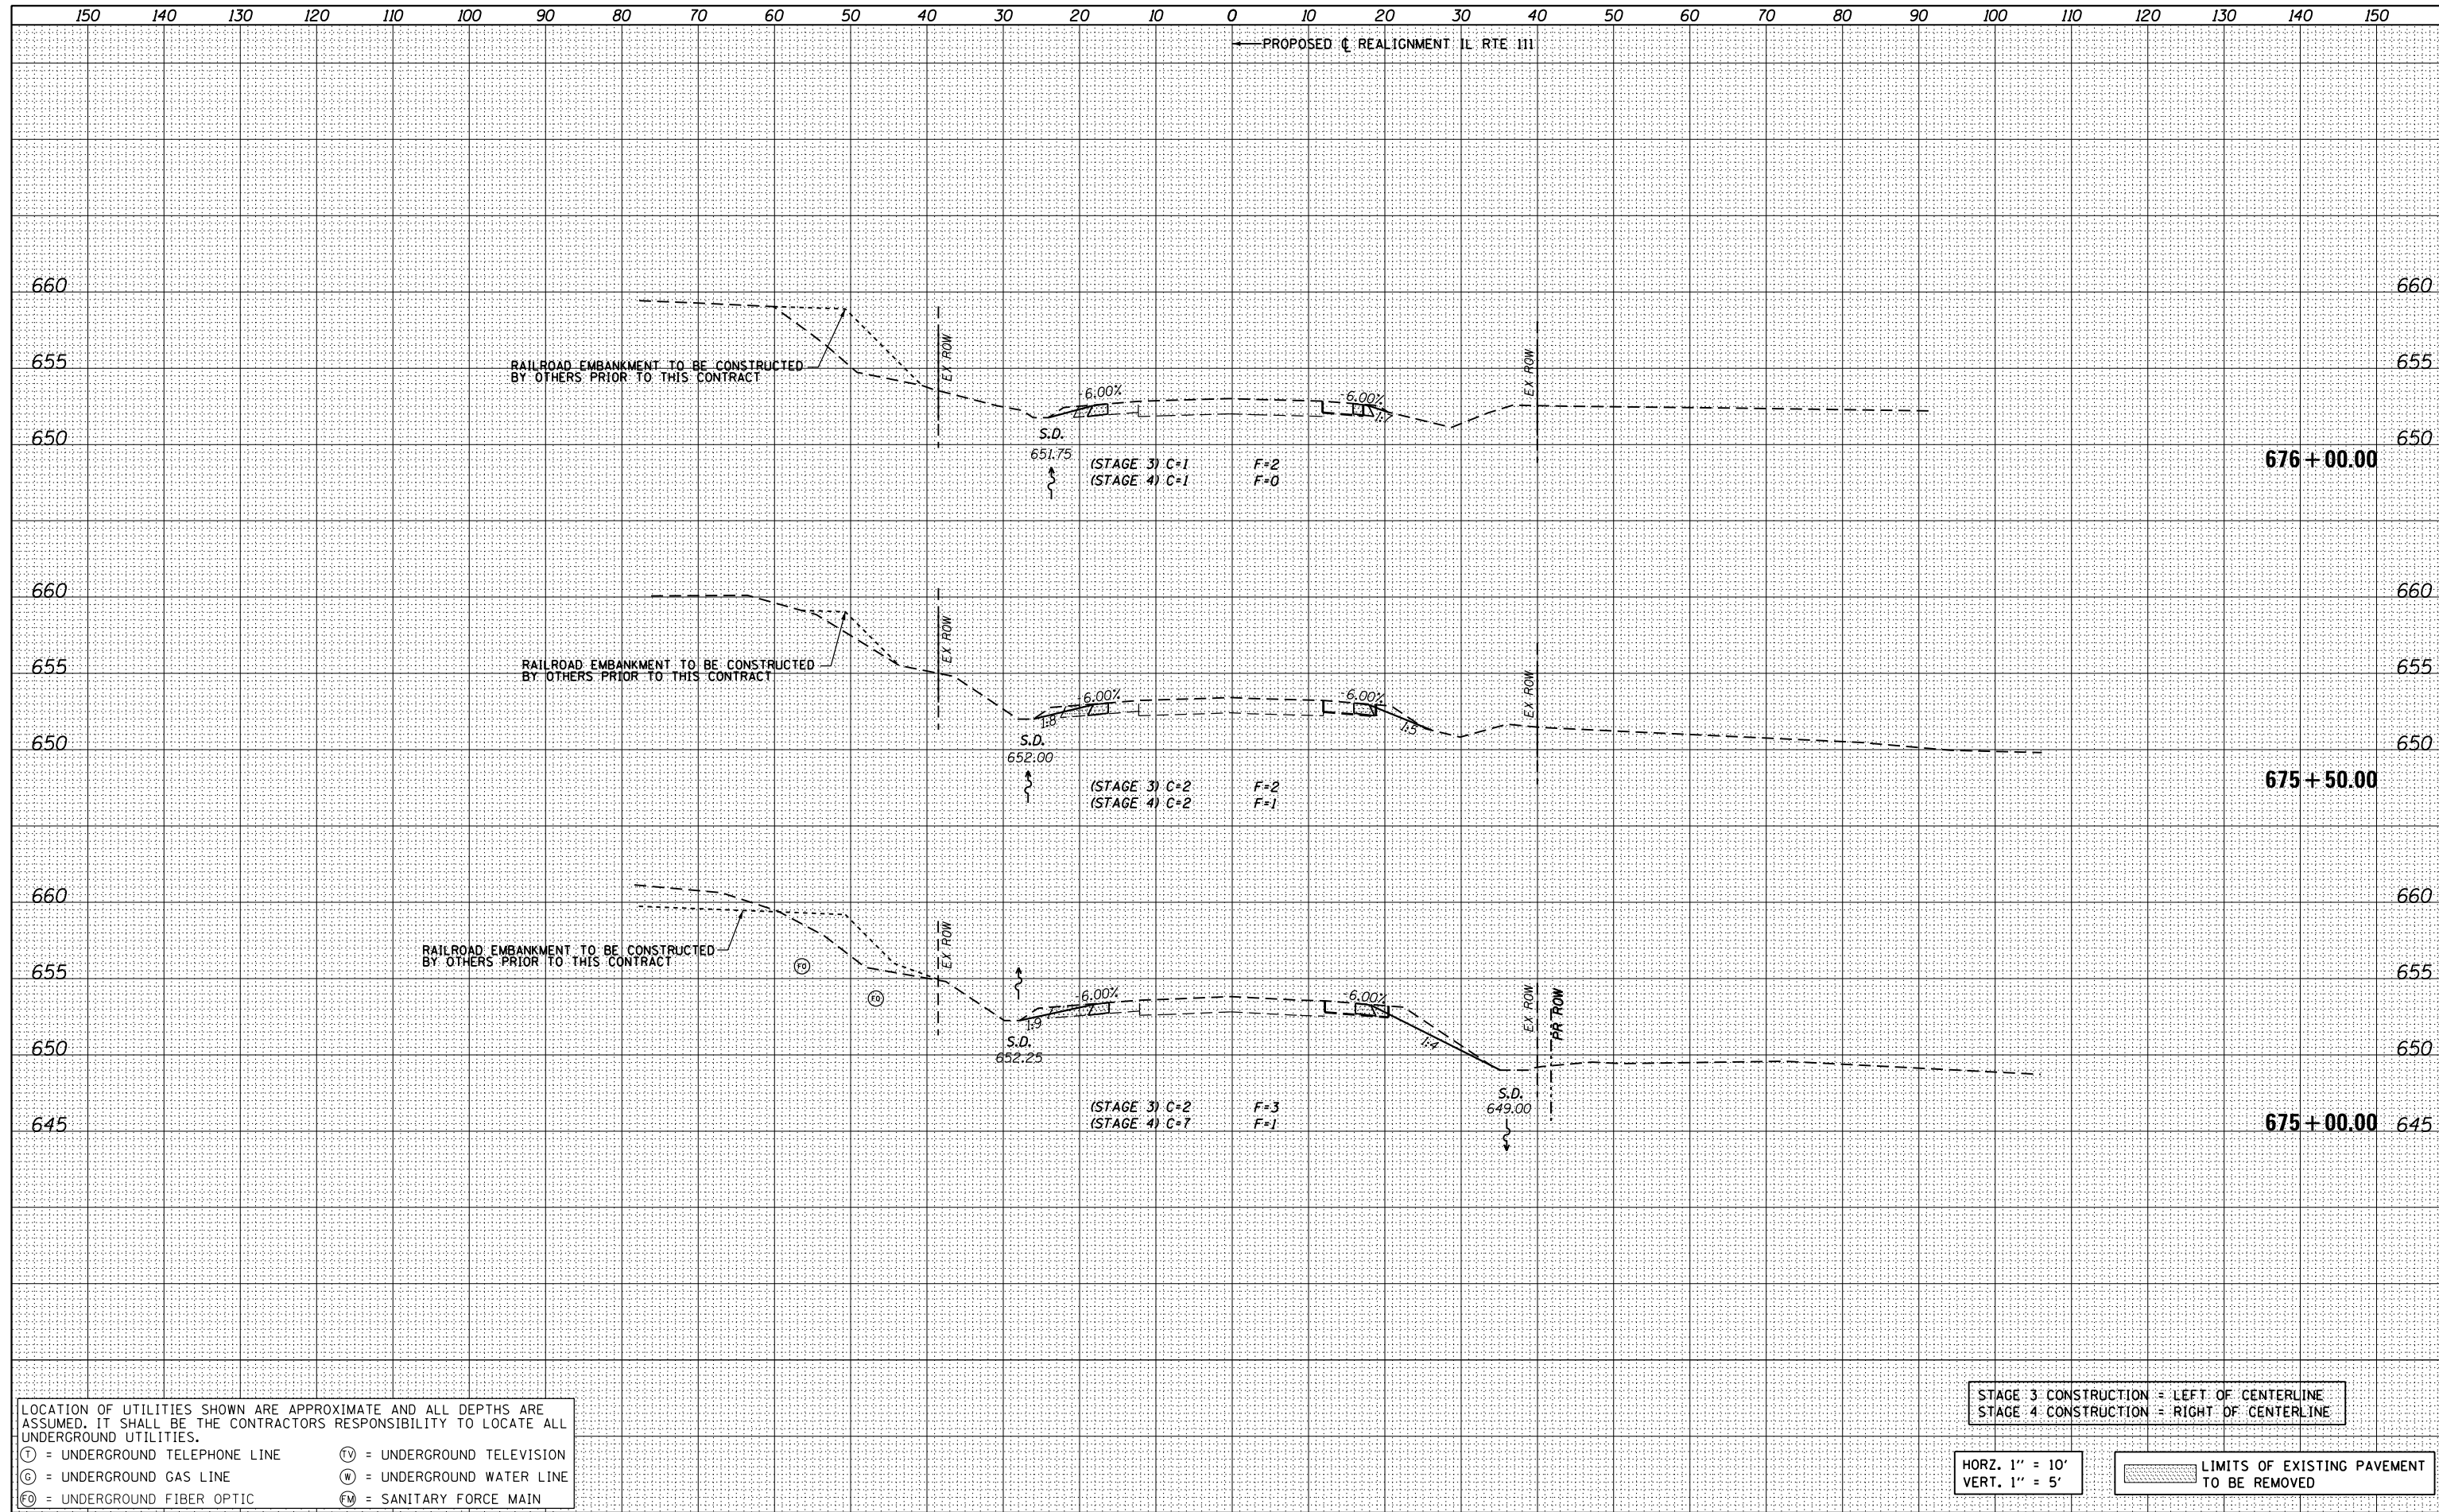 150 140 130 120 110 100 90 80 70 60 50 40 30 20 10 0 10 20 30 40 50 60 70 80 90 100 110 120 130 140 150
PROPOSED ℄ REALIGNMENT IL RTE 111
660 660
EX ROW
EX ROW
RAILROAD EMBANKMENT TO BE CONSTRUCTED
BY OTHERS PRIOR TO THIS CONTRACT
655 655
-6.00% -6.00%
1:7
650 650
S.D.
651.75
676+00.00
(STAGE 3) C=1 F=2
(STAGE 4) C=1 F=0
660 660
EX ROW
EX ROW
RAILROAD EMBANKMENT TO BE CONSTRUCTED
BY OTHERS PRIOR TO THIS CONTRACT
655 655
-6.00% -6.00%
1:8 1:5
650 650
S.D.
652.00
675+50.00
(STAGE 3) C=2 F=2
(STAGE 4) C=2 F=1
660 660
EX ROW
RAILROAD EMBANKMENT TO BE CONSTRUCTED
BY OTHERS PRIOR TO THIS CONTRACT
FO
655 655
FO
-6.00% -6.00%
EX ROW
PR ROW
1:9 1:4
650 650
S.D.
652.25
S.D.
649.00
(STAGE 3) C=2 F=3
(STAGE 4) C=7 F=1
645 675+00.00 645
LOCATION OF UTILITIES SHOWN ARE APPROXIMATE AND ALL DEPTHS ARE
ASSUMED. IT SHALL BE THE CONTRACTORS RESPONSIBILITY TO LOCATE ALL
UNDERGROUND UTILITIES.
T = UNDERGROUND TELEPHONE LINE TV = UNDERGROUND TELEVISION
G = UNDERGROUND GAS LINE W = UNDERGROUND WATER LINE
FO = UNDERGROUND FIBER OPTIC FM = SANITARY FORCE MAIN
STAGE 3 CONSTRUCTION = LEFT OF CENTERLINE
STAGE 4 CONSTRUCTION = RIGHT OF CENTERLINE
HORZ. 1'' = 10'
VERT. 1'' = 5'
LIMITS OF EXISTING PAVEMENT
TO BE REMOVED